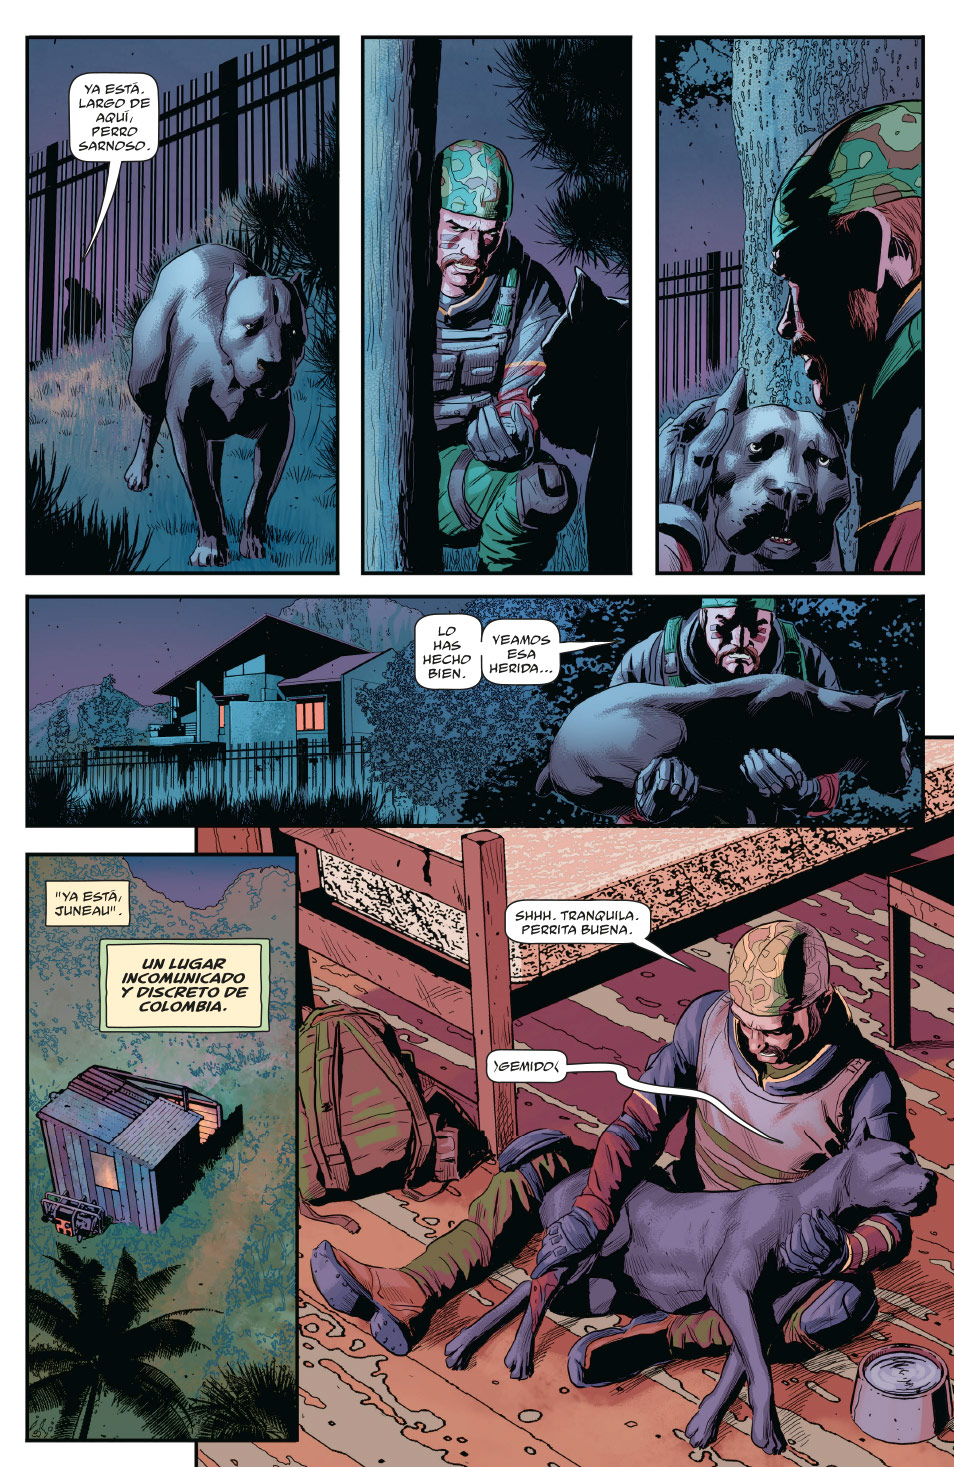 YA ESTÁ.
LARGO DE
AQUÍ,
PERRO
SARNOSO.
LO
HAS
HECHO
BIEN.
VEAMOS
ESA
HERIDA...
"YA ESTÁ,
JUNEAU".
UN LUGAR
INCOMUNICADO
Y DISCRETO DE
COLOMBIA.
SHHH. TRANQUILA.
PERRITA BUENA.
)GEMIDO(